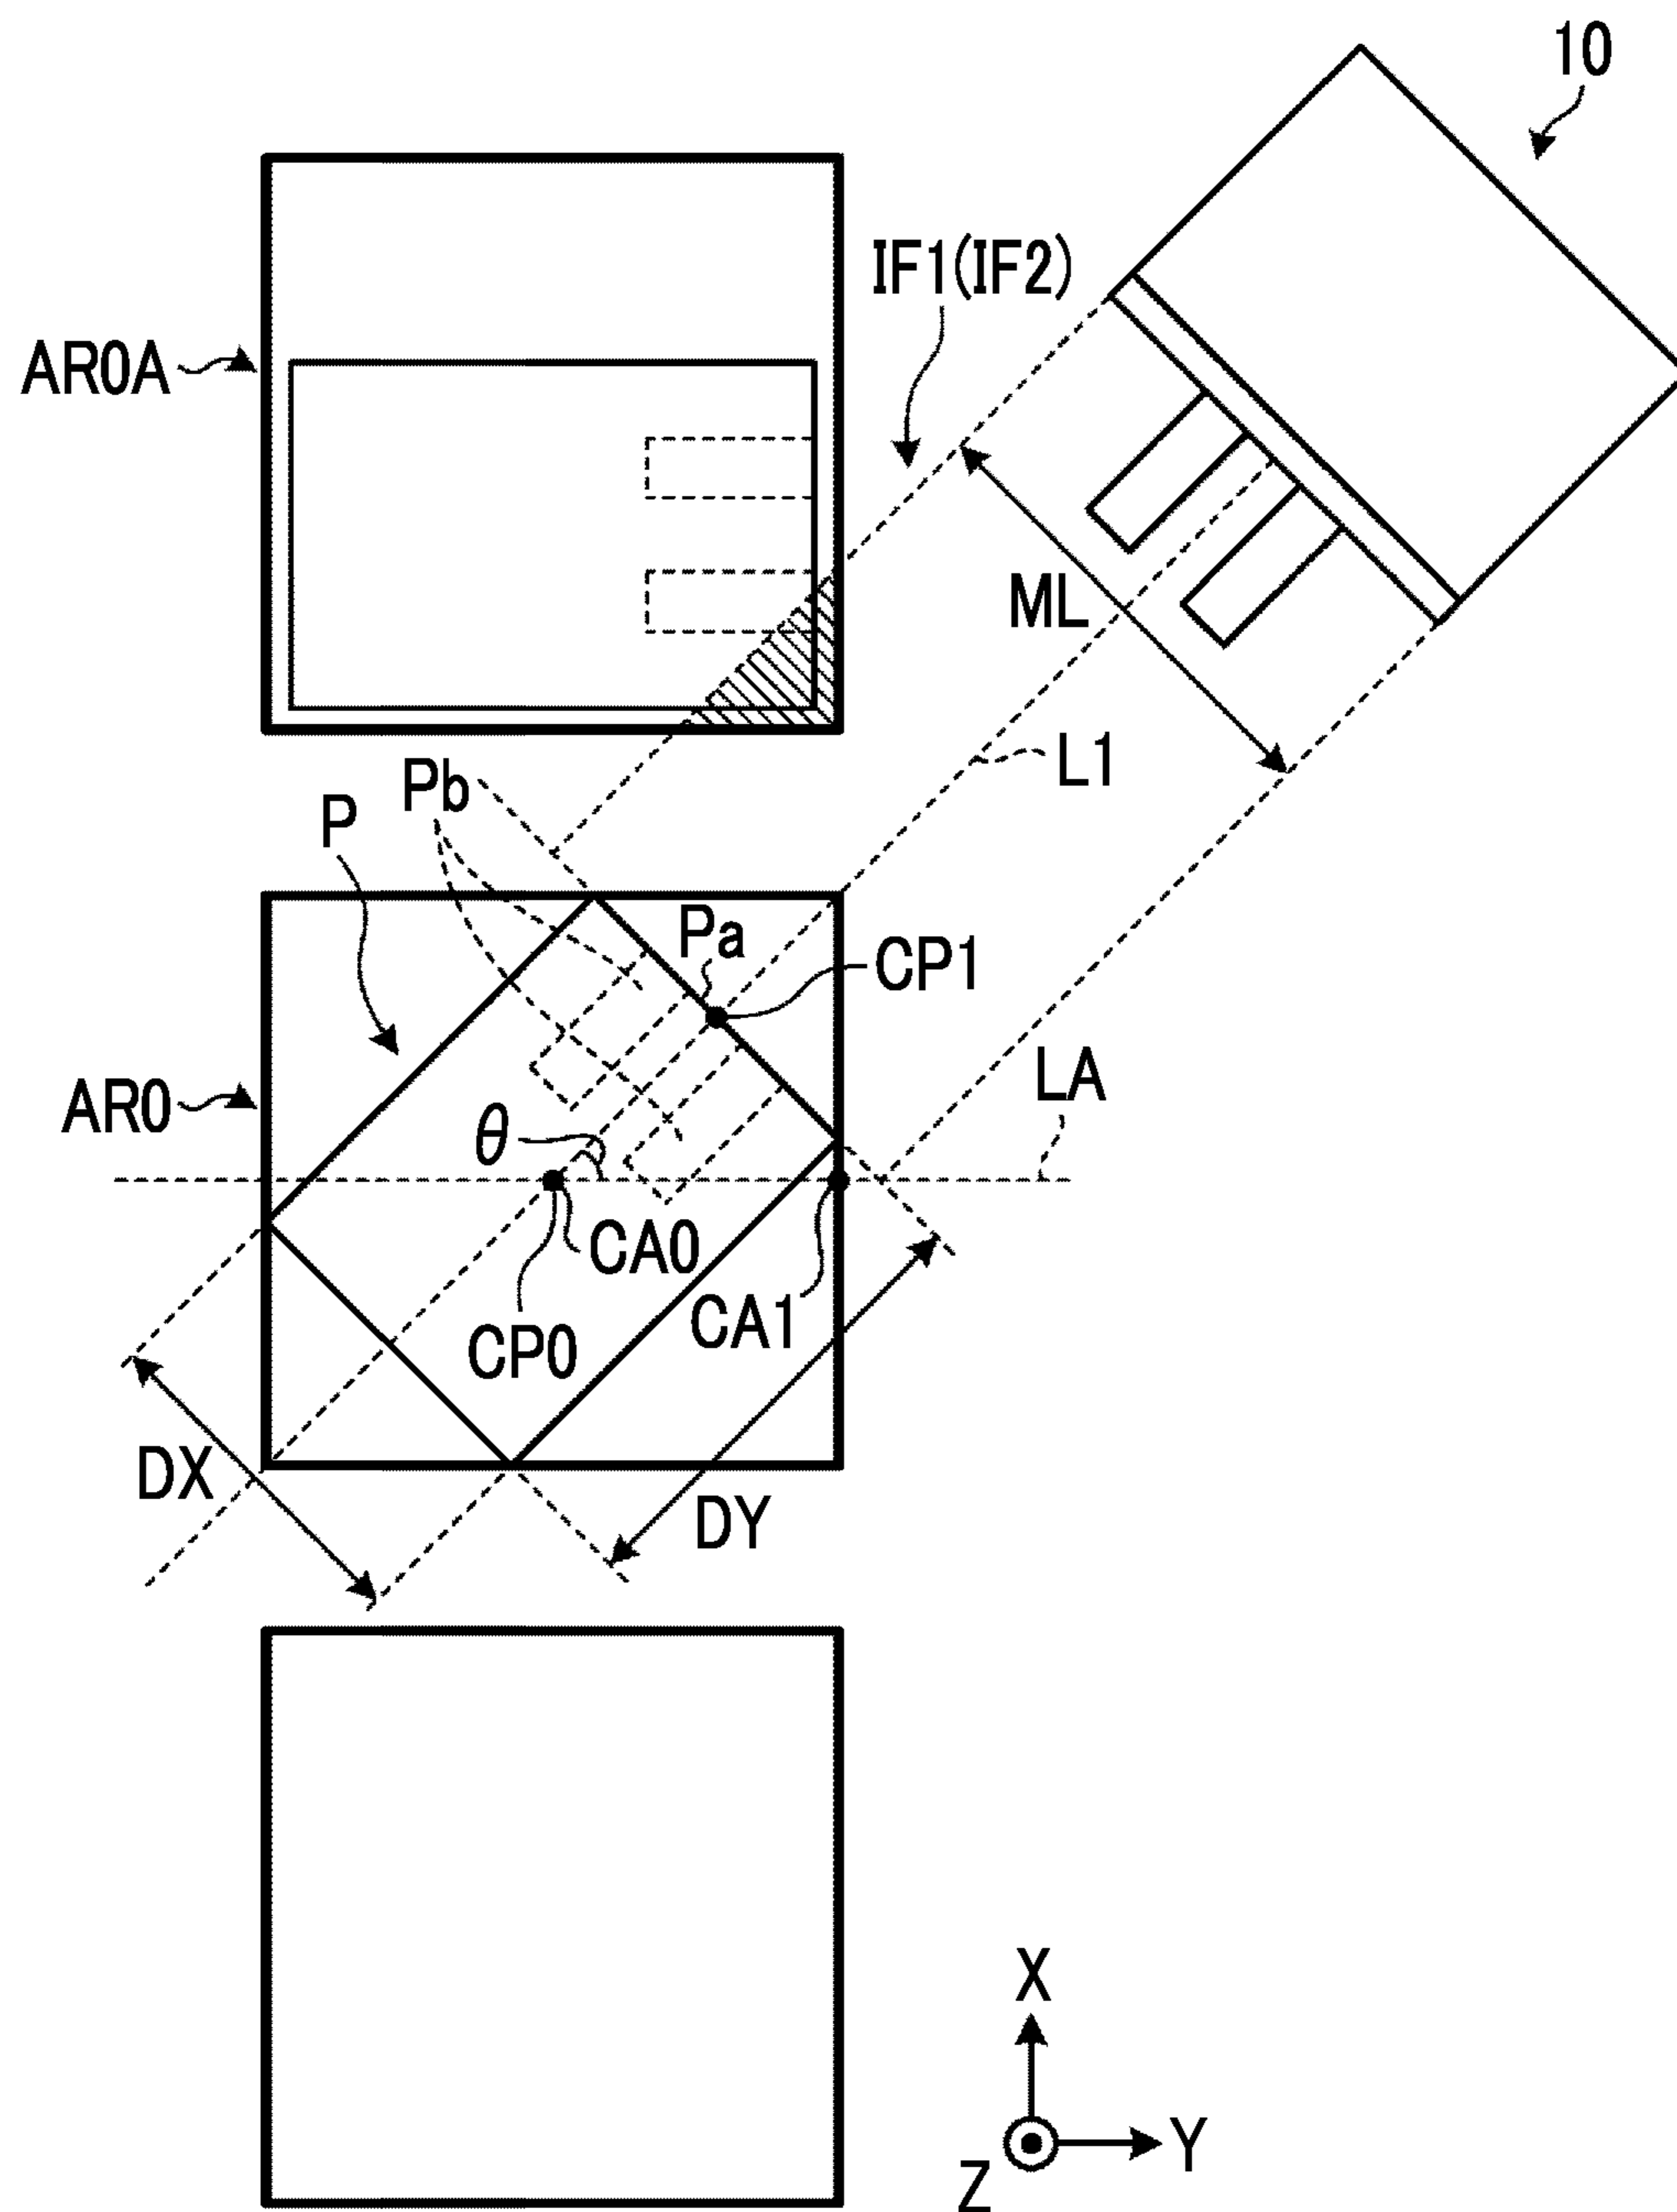 10
IF1(IF2)
AR0A
ML
L1
Pb
P
Pa
CP1
LA
AR0
θ
CA0
CA1
CP0
DX
DY
X
Y
Z